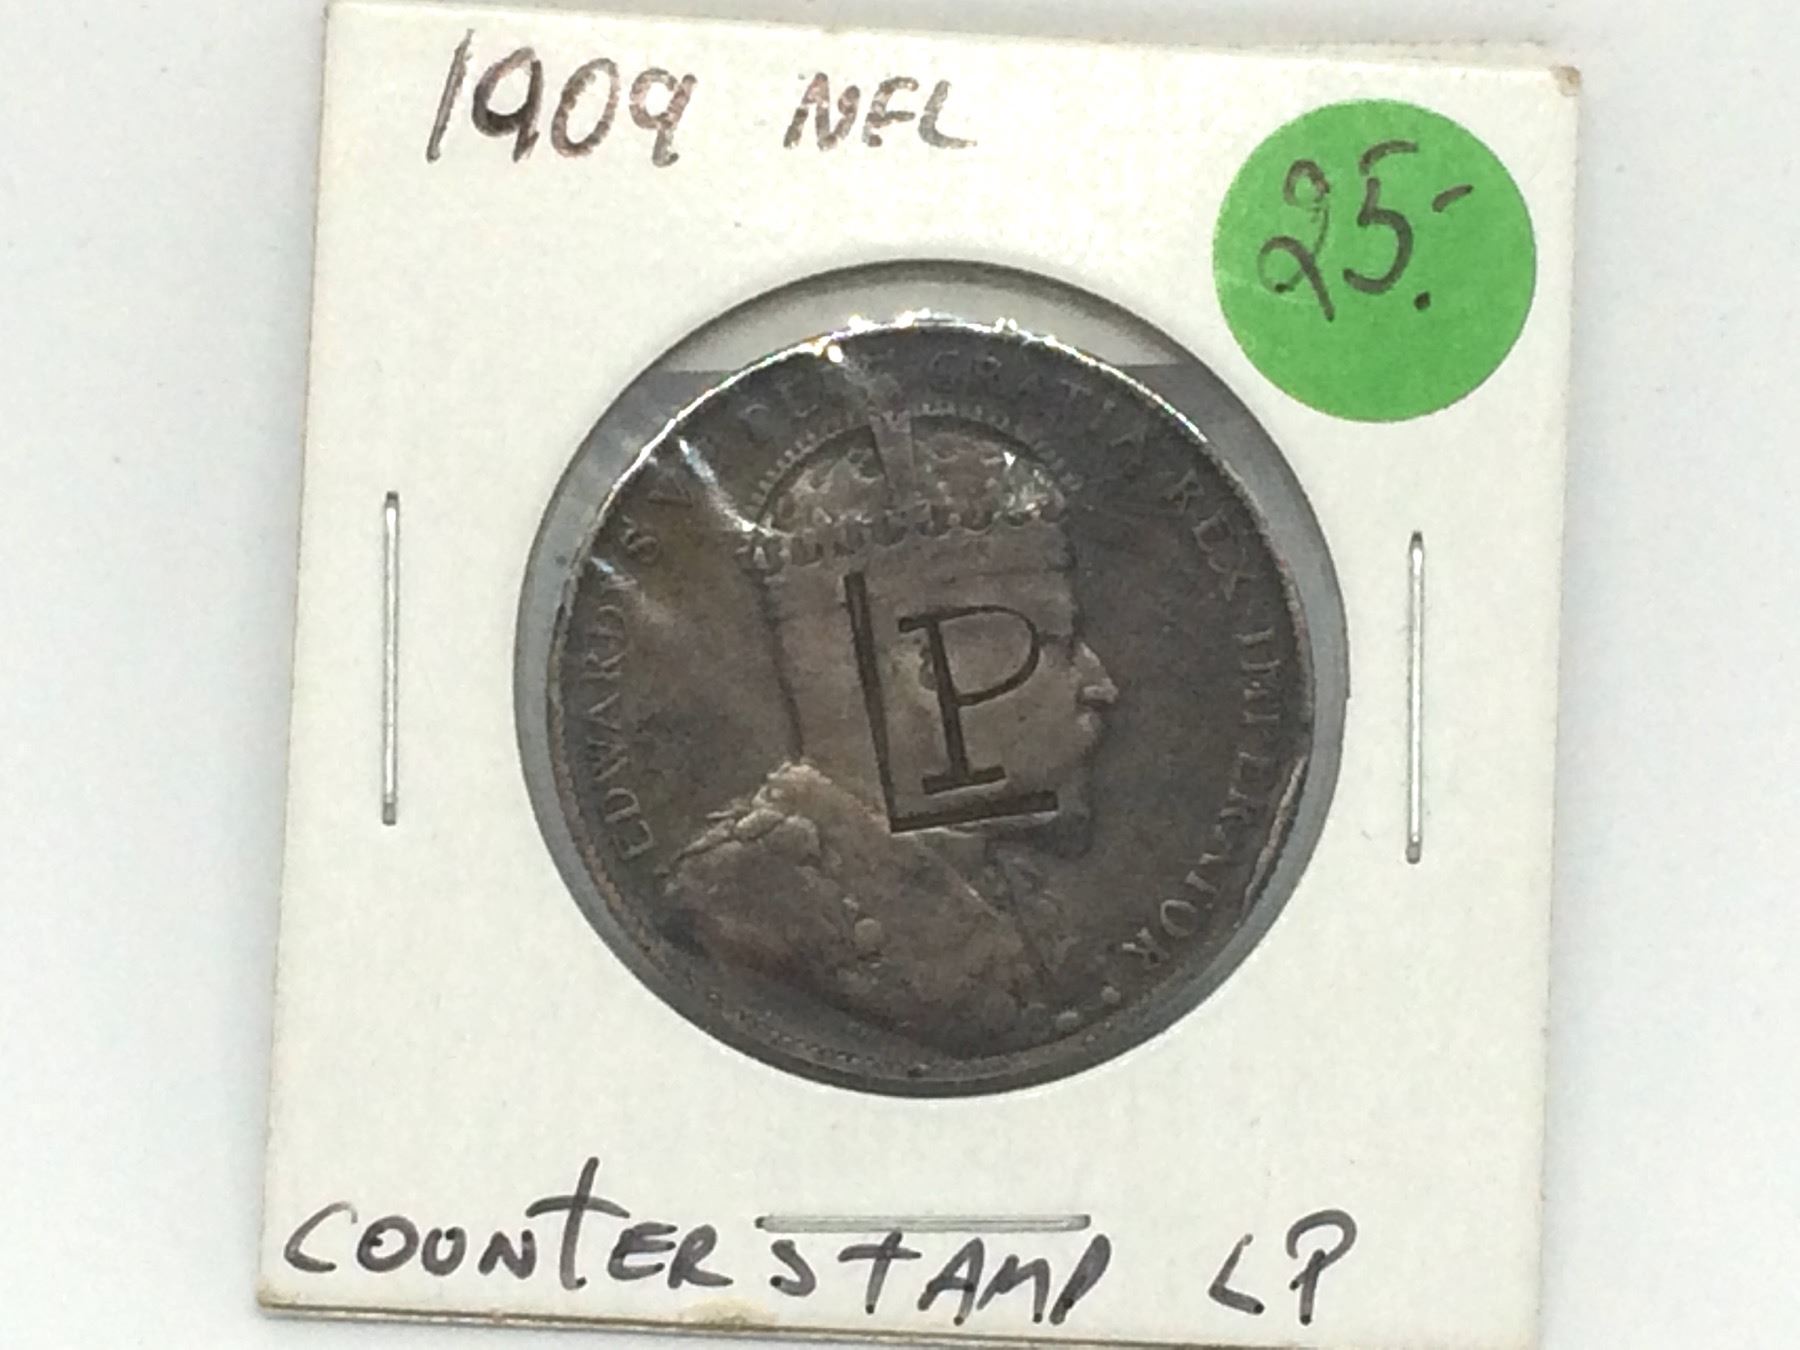 1909 NFL
25.-
EDWARDVS VII DEI GRATIA REX IMPERATOR
LP
COUNTERSTAMP LP